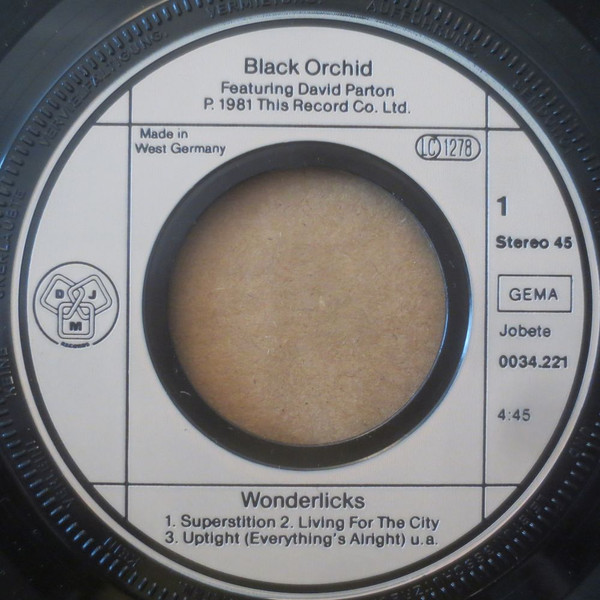 Black Orchid
Featuring David Parton
P. 1981 This Record Co. Ltd.
Made in
West Germany
LC 1278
1
Stereo 45
GEMA
Jobete
0034.221
4:45
D J
M
RECORDS
Wonderlicks
1. Superstition 2. Living For The City
3. Uptight (Everything's Alright) u.a.